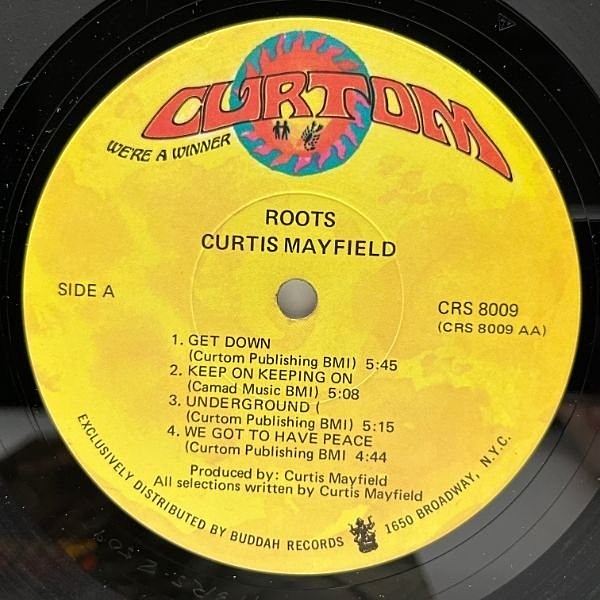 CURTOM
WE'RE A WINNER
ROOTS
CURTIS MAYFIELD
SIDE A
CRS 8009
(CRS 8009 AA)
1. GET DOWN
(Curtom Publishing BMI) 5:45
2. KEEP ON KEEPING ON
(Camad Music BMI) 5:08
3. UNDERGROUND (
(Curtom Publishing BMI) 5:15
4. WE GOT TO HAVE PEACE
(Curtom Publishing BMI 4:44
Produced by: Curtis Mayfield
All selections written by Curtis Mayfield
EXCLUSIVELY DISTRIBUTED BY BUDDAH RECORDS 1650 BROADWAY, N.Y.C.